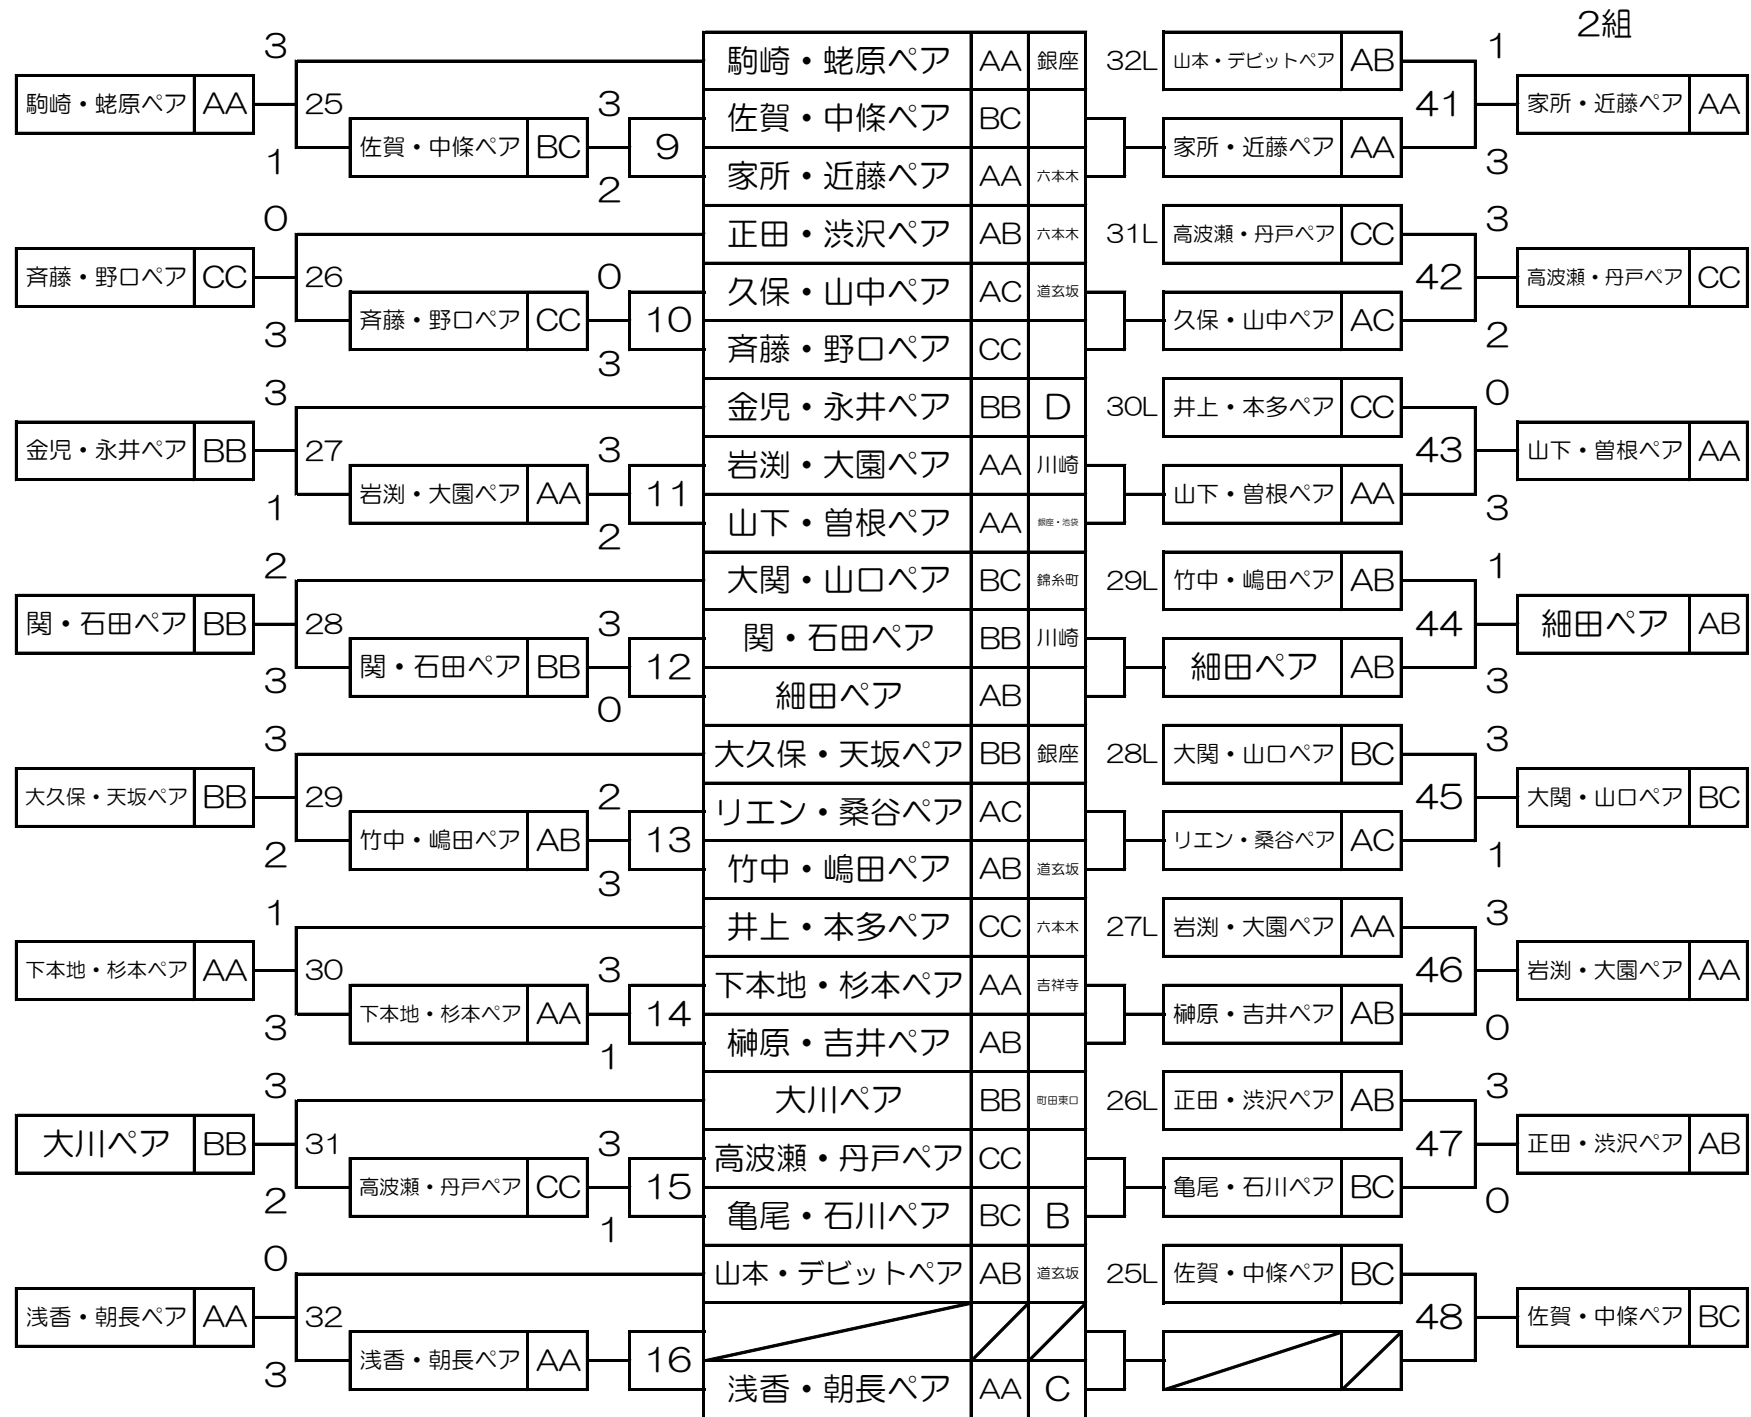 2組
3
駒崎・蛯原ペア AA 銀座
32L 山本・デビットペア AB
1
駒崎・蛯原ペア AA
25
3
佐賀・中條ペア BC
41
家所・近藤ペア AA
1
佐賀・中條ペア BC
9
家所・近藤ペア AA
2
家所・近藤ペア AA 六本木
3
0
正田・渋沢ペア AB 六本木
31L 高波瀬・丹戸ペア CC
3
斉藤・野口ペア CC
26
0
久保・山中ペア AC 道玄坂
42
高波瀬・丹戸ペア CC
3
斉藤・野口ペア CC
10
久保・山中ペア AC
2
3
斉藤・野口ペア CC
3
金児・永井ペア BB D
30L 井上・本多ペア CC
0
金児・永井ペア BB
27
3
岩渕・大園ペア AA 川崎
43
山下・曽根ペア AA
1
岩渕・大園ペア AA
11
山下・曽根ペア AA
3
2
山下・曽根ペア AA 銀座・池袋
2
大関・山口ペア BC 錦糸町
29L 竹中・嶋田ペア AB
1
関・石田ペア BB
28
3
関・石田ペア BB 川崎
44
細田ペア AB
3
関・石田ペア BB
12
細田ペア AB
3
0
細田ペア AB
3
大久保・天坂ペア BB 銀座
28L 大関・山口ペア BC
3
大久保・天坂ペア BB
29
2
リエン・桑谷ペア AC
45
大関・山口ペア BC
2
竹中・嶋田ペア AB
13
リエン・桑谷ペア AC
1
3
竹中・嶋田ペア AB 道玄坂
1
井上・本多ペア CC 六本木
27L 岩渕・大園ペア AA
3
下本地・杉本ペア AA
30
3
下本地・杉本ペア AA 吉祥寺
46
岩渕・大園ペア AA
3
下本地・杉本ペア AA
14
榊原・吉井ペア AB
0
1
榊原・吉井ペア AB
3
大川ペア BB 町田東口
26L 正田・渋沢ペア AB
3
大川ペア BB
31
3
高波瀬・丹戸ペア CC
47
正田・渋沢ペア AB
2
高波瀬・丹戸ペア CC
15
亀尾・石川ペア BC
0
1
亀尾・石川ペア BC B
0
山本・デビットペア AB 道玄坂
25L 佐賀・中條ペア BC
浅香・朝長ペア AA
32
48
佐賀・中條ペア BC
3
浅香・朝長ペア AA
16
浅香・朝長ペア AA C